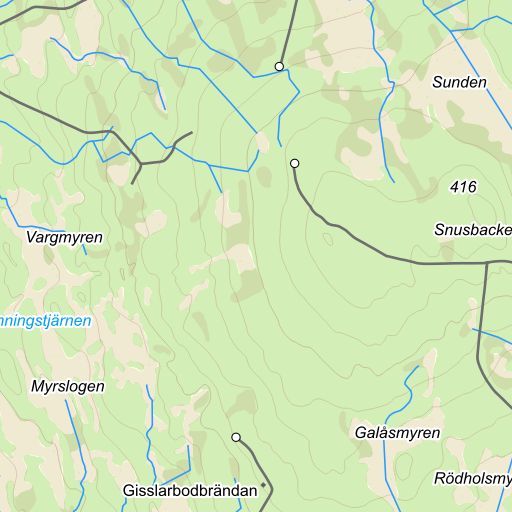 Sunden
416
Snusbacke
Vargmyren
nningstjärnen
Myrslogen
Galåsmyren
Rödholsmy
Gisslarbodbrändan